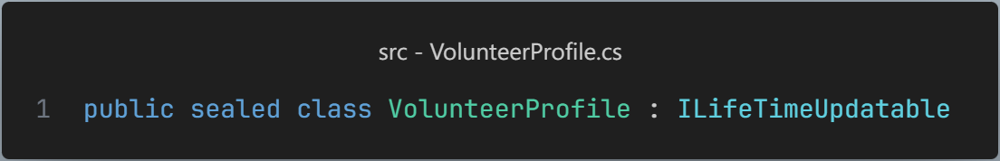 src - VolunteerProfile.cs
1 public sealed class VolunteerProfile : ILifeTimeUpdatable